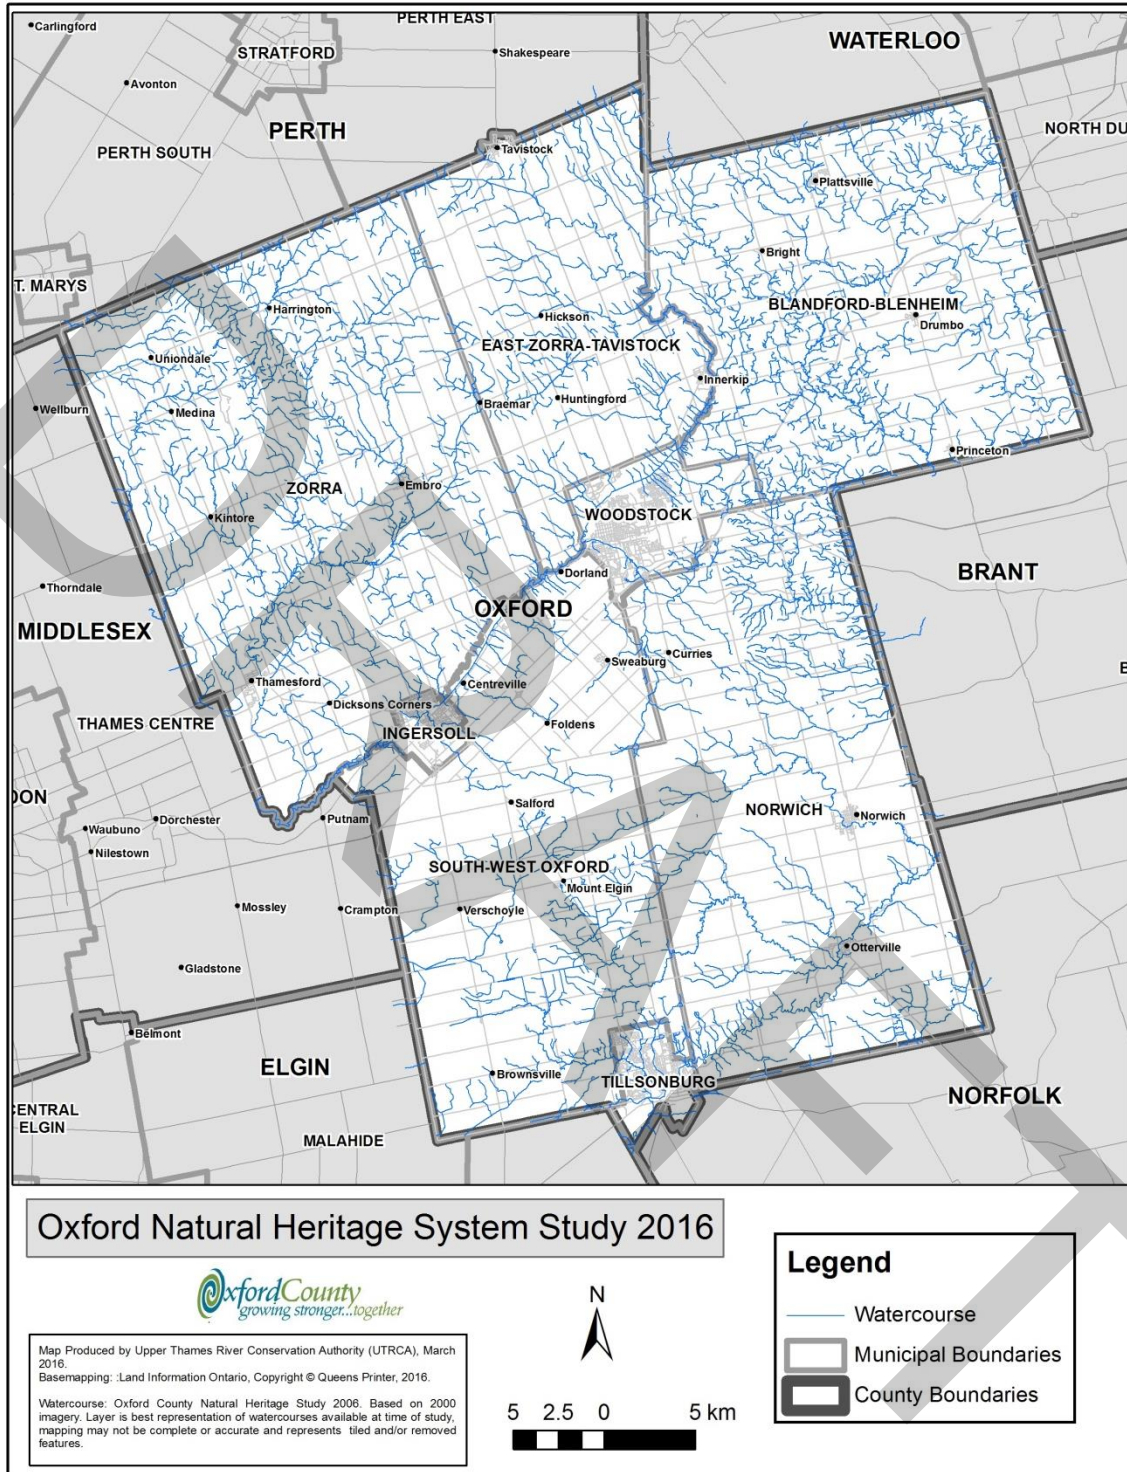 PERTH EAST
Carlingford
STRATFORD
Shakespeare
WATERLOO
Avonton
PERTH
NORTH DU
PERTH SOUTH
Tavistock
Plattsville
Bright
T. MARYS
Harrington
BLANDFORD-BLENHEIM
Hickson
Drumbo
EAST ZORRA-TAVISTOCK
Uniondale
Innerkip
Wellburn
Medina
Braemar
Huntingford
Princeton
ZORRA
Embro
WOODSTOCK
Kintore
Thorndale
Dorland
BRANT
OXFORD
MIDDLESEX
Sweaburg
Curries
Thamesford
Centreville
Dicksons Corners
THAMES CENTRE
Foldens
INGERSOLL
DON
Salford
NORWICH
Norwich
Dorchester
Putnam
Waubuno
Nilestown
SOUTH-WEST OXFORD
Mount Elgin
Mossley
Crampton
Verschoyle
Otterville
Gladstone
Belmont
ELGIN
Brownsville
TILLSONBURG
NORFOLK
CENTRAL
ELGIN
MALAHIDE
DRAFT
Oxford Natural Heritage System Study 2016
OxfordCounty
growing stronger...together
N
Map Produced by Upper Thames River Conservation Authority (UTRCA), March
2016.
Basemapping: :Land Information Ontario, Copyright © Queens Printer, 2016.
Watercourse: Oxford County Natural Heritage Study 2006. Based on 2000
imagery. Layer is best representation of watercourses available at time of study,
mapping may not be complete or accurate and represents tiled and/or removed
features.
5 2.5 0 5 km
Legend
Watercourse
Municipal Boundaries
County Boundaries